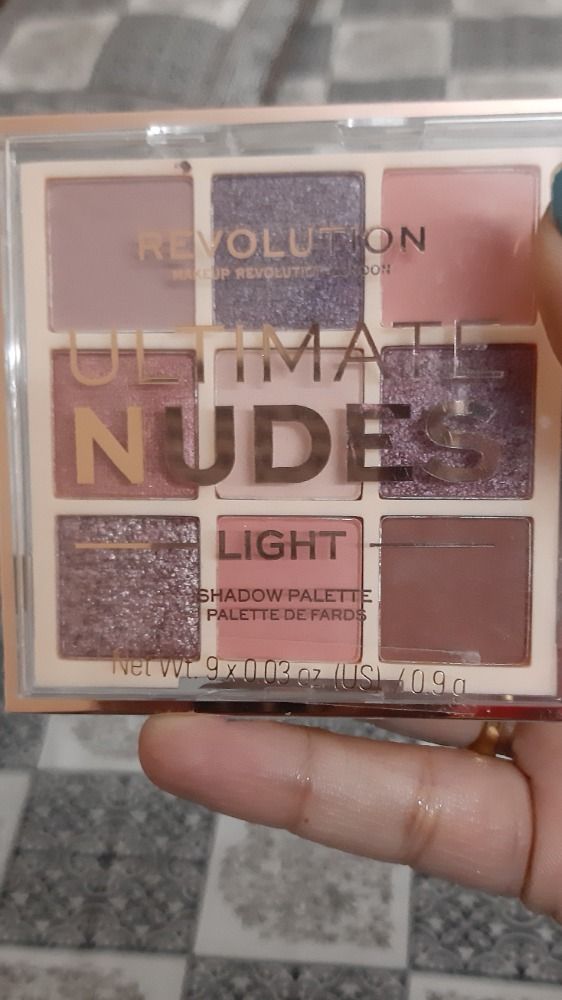 REVOLUTION
MAKEUP REVOLUTION LONDON
ULTIMATE
NUDES
LIGHT
SHADOW PALETTE
PALETTE DE FARDS
Net Wt. 9 x 0.03 oz. (US) / 0.9 g